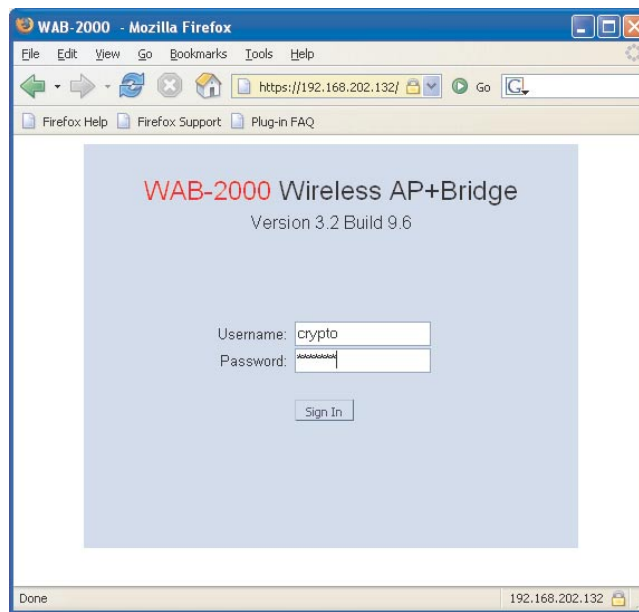 WAB-2000 - Mozilla Firefox
File Edit View Go Bookmarks Tools Help
https://192.168.202.132/ Go G
Firefox Help Firefox Support Plug-in FAQ
WAB-2000 Wireless AP+Bridge
Version 3.2 Build 9.6
Username: crypto
Password: *******
Sign In
Done 192.168.202.132